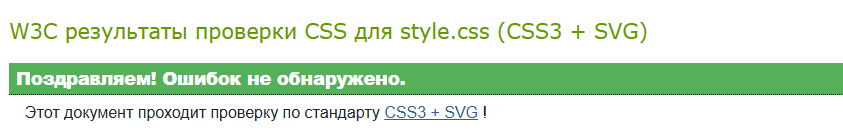 W3C результаты проверки CSS для style.css (CSS3 + SVG)
Поздравляем! Ошибок не обнаружено.
Этот документ проходит проверку по стандарту CSS3 + SVG !